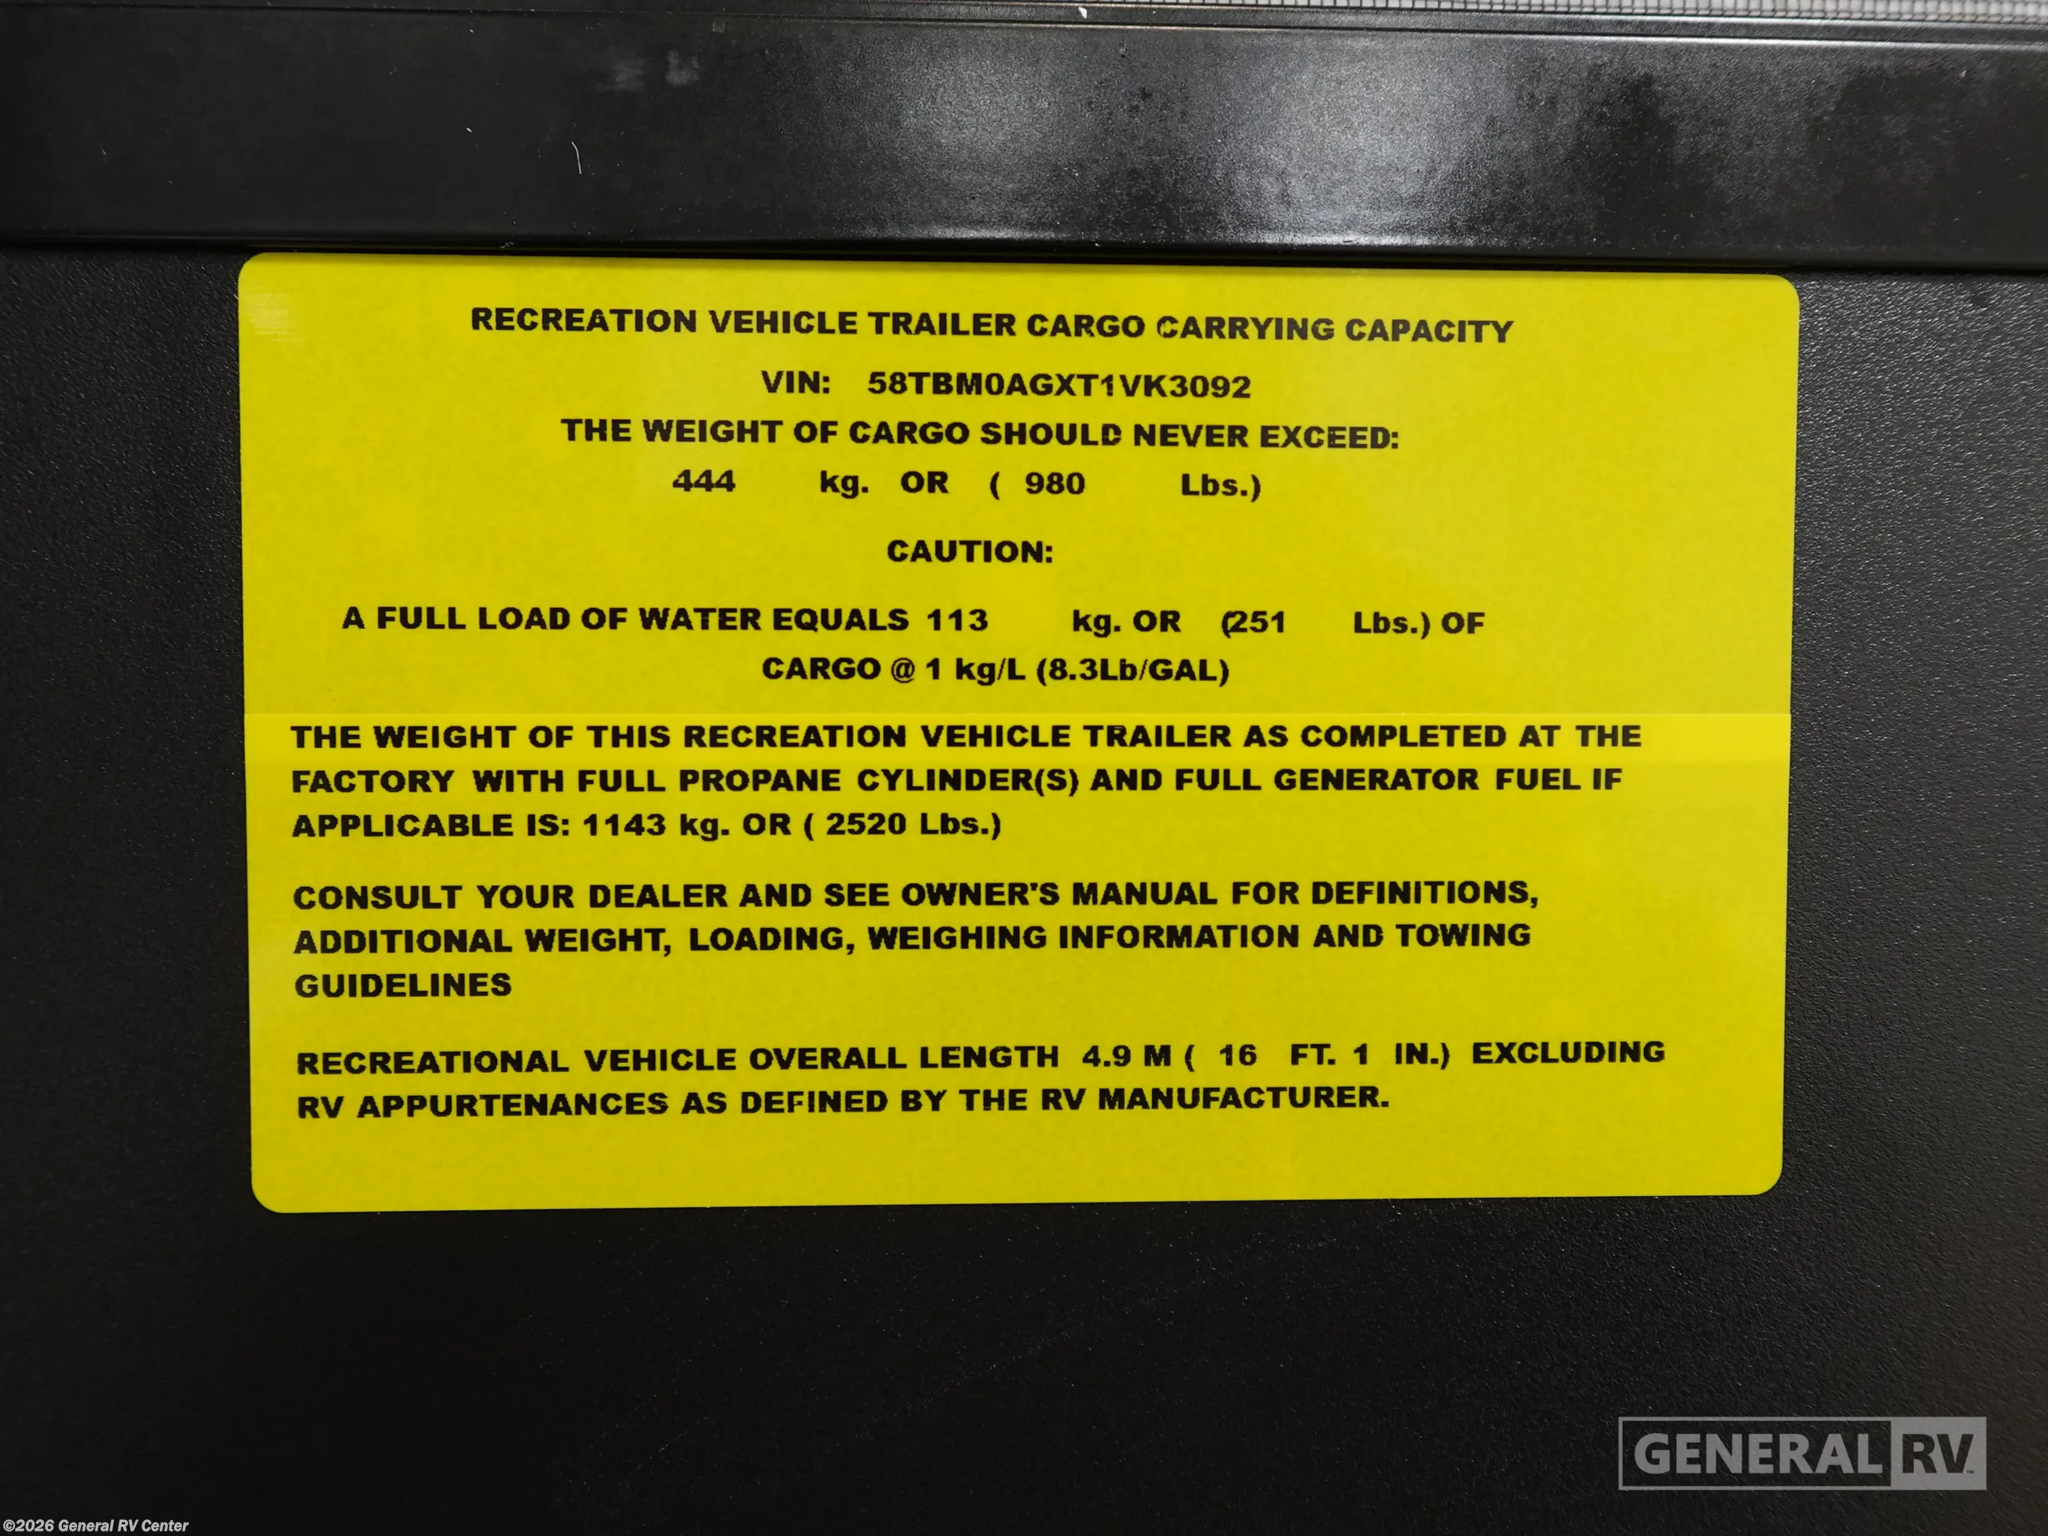 RECREATION VEHICLE TRAILER CARGO CARRYING CAPACITY
VIN: 58TBM0AGXT1VK3092
THE WEIGHT OF CARGO SHOULD NEVER EXCEED:
444 kg. OR ( 980 Lbs.)
CAUTION:
A FULL LOAD OF WATER EQUALS 113 kg. OR (251 Lbs.) OF
CARGO @ 1 kg/L (8.3Lb/GAL)
THE WEIGHT OF THIS RECREATION VEHICLE TRAILER AS COMPLETED AT THE
FACTORY WITH FULL PROPANE CYLINDER(S) AND FULL GENERATOR FUEL IF
APPLICABLE IS: 1143 kg. OR ( 2520 Lbs.)
CONSULT YOUR DEALER AND SEE OWNER'S MANUAL FOR DEFINITIONS,
ADDITIONAL WEIGHT, LOADING, WEIGHING INFORMATION AND TOWING
GUIDELINES
RECREATIONAL VEHICLE OVERALL LENGTH 4.9 M ( 16 FT. 1 IN.) EXCLUDING
RV APPURTENANCES AS DEFINED BY THE RV MANUFACTURER.
GENERAL RV™
©2026 General RV Center